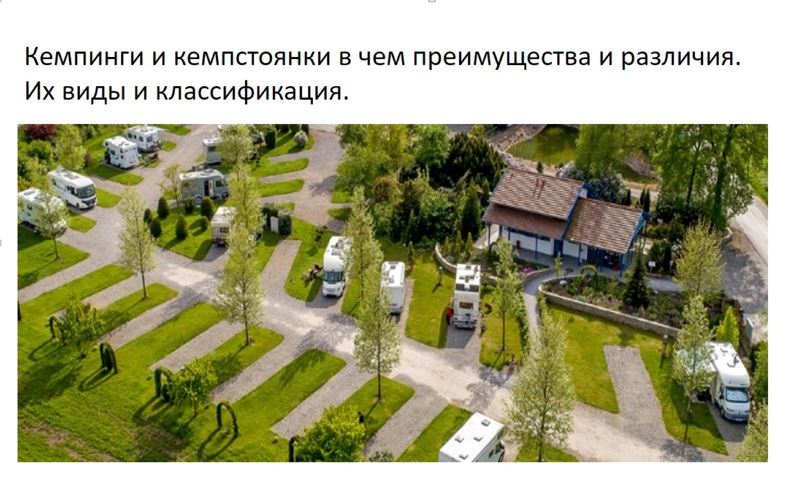 Кемпинги и кемпстоянки в чем преимущества и различия.
Их виды и классификация.